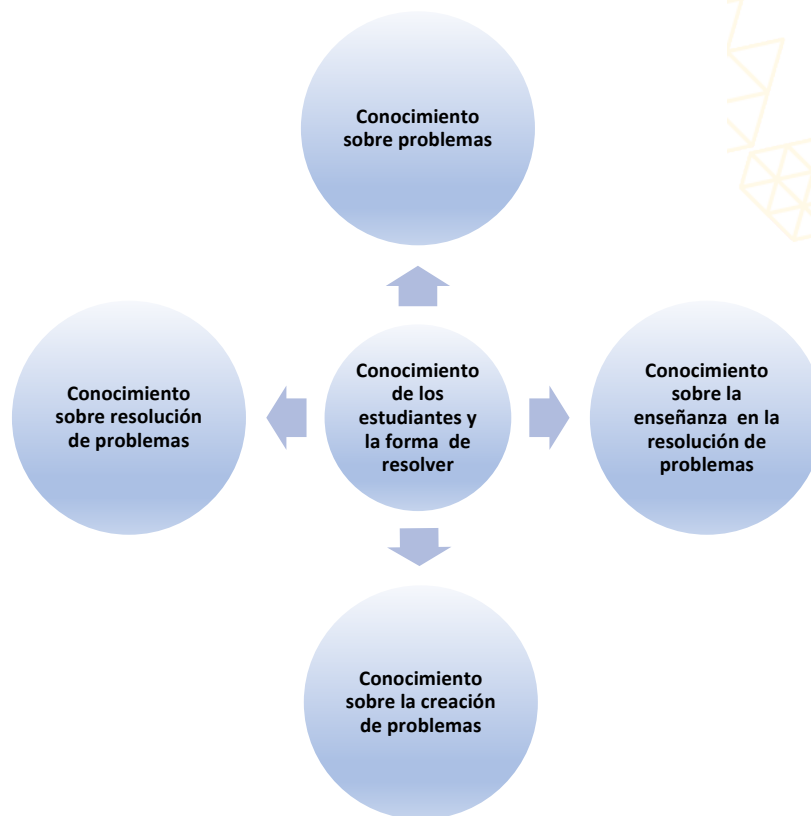 Conocimiento
sobre problemas
Conocimiento
sobre resolución
de problemas
Conocimiento
de los
estudiantes y
la forma de
resolver
Conocimiento
sobre la
enseñanza en la
resolución de
problemas
Conocimiento
sobre la creación
de problemas